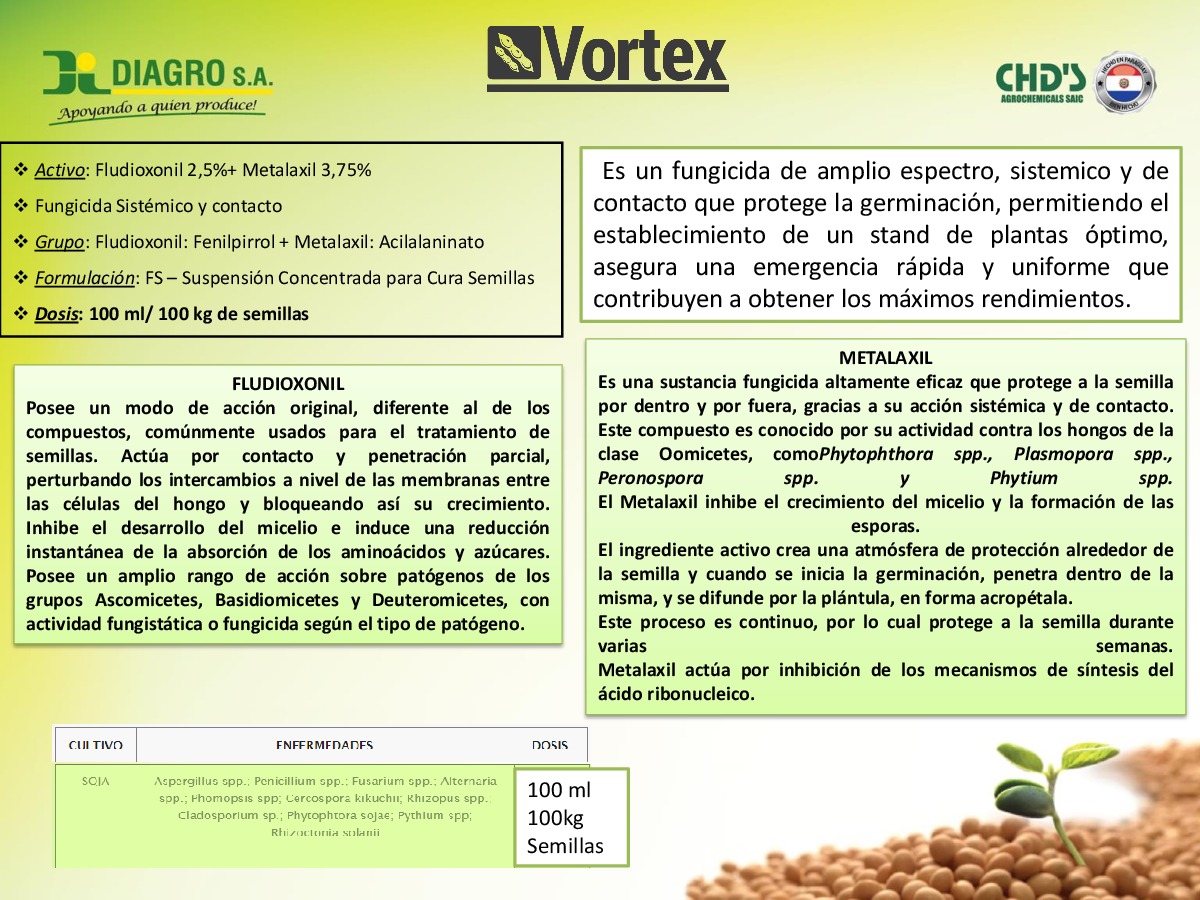 DIAGRO S.A.
Apoyando a quien produce!
Vortex
CHD'S
AGROCHEMICALS SAIC
HECHO EN PARAGUAY
BIEN HECHO
❖ Activo: Fludioxonil 2,5%+ Metalaxil 3,75%
❖ Fungicida Sistémico y contacto
❖ Grupo: Fludioxonil: Fenilpirrol + Metalaxil: Acilalaninato
❖ Formulación: FS – Suspensión Concentrada para Cura Semillas
❖ Dosis: 100 ml/ 100 kg de semillas
Es un fungicida de amplio espectro, sistemico y de
contacto que protege la germinación, permitiendo el
establecimiento de un stand de plantas óptimo,
asegura una emergencia rápida y uniforme que
contribuyen a obtener los máximos rendimientos.
FLUDIOXONIL
Posee un modo de acción original, diferente al de los
compuestos, comúnmente usados para el tratamiento de
semillas. Actúa por contacto y penetración parcial,
perturbando los intercambios a nivel de las membranas entre
las células del hongo y bloqueando así su crecimiento.
Inhibe el desarrollo del micelio e induce una reducción
instantánea de la absorción de los aminoácidos y azúcares.
Posee un amplio rango de acción sobre patógenos de los
grupos Ascomicetes, Basidiomicetes y Deuteromicetes, con
actividad fungistática o fungicida según el tipo de patógeno.
METALAXIL
Es una sustancia fungicida altamente eficaz que protege a la semilla
por dentro y por fuera, gracias a su acción sistémica y de contacto.
Este compuesto es conocido por su actividad contra los hongos de la
clase Oomicetes, comoPhytophthora spp., Plasmopora spp.,
Peronospora spp. y Phytium spp.
El Metalaxil inhibe el crecimiento del micelio y la formación de las
esporas.
El ingrediente activo crea una atmósfera de protección alrededor de
la semilla y cuando se inicia la germinación, penetra dentro de la
misma, y se difunde por la plántula, en forma acropétala.
Este proceso es continuo, por lo cual protege a la semilla durante
varias semanas.
Metalaxil actúa por inhibición de los mecanismos de síntesis del
ácido ribonucleico.
CULTIVO ENFERMEDADES DOSIS
SOJA Aspergillus spp.; Penicillium spp.; Fusarium spp.; Alternaria
spp.; Phomopsis spp; Cercospora kikuchii; Rhizopus spp.;
Cladosporium sp.; Phytophtora sojae; Pythium spp;
Rhizoctonia solanii
100 ml
100kg
Semillas